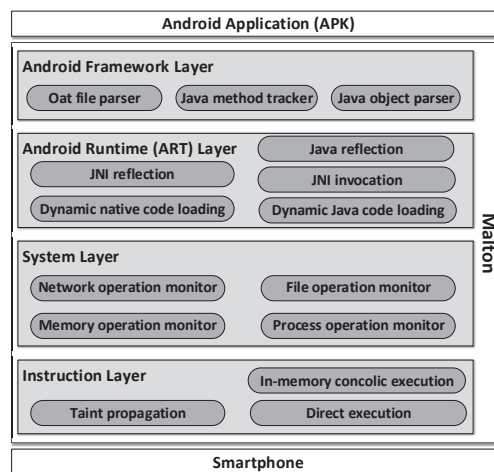 Android Application (APK)
Android Framework Layer
Oat file parser
Java method tracker
Java object parser
Android Runtime (ART) Layer
Java reflection
JNI reflection
JNI invocation
Dynamic native code loading
Dynamic Java code loading
System Layer
Network operation monitor
File operation monitor
Memory operation monitor
Process operation monitor
Instruction Layer
In-memory concolic execution
Taint propagation
Direct execution
Malton
Smartphone